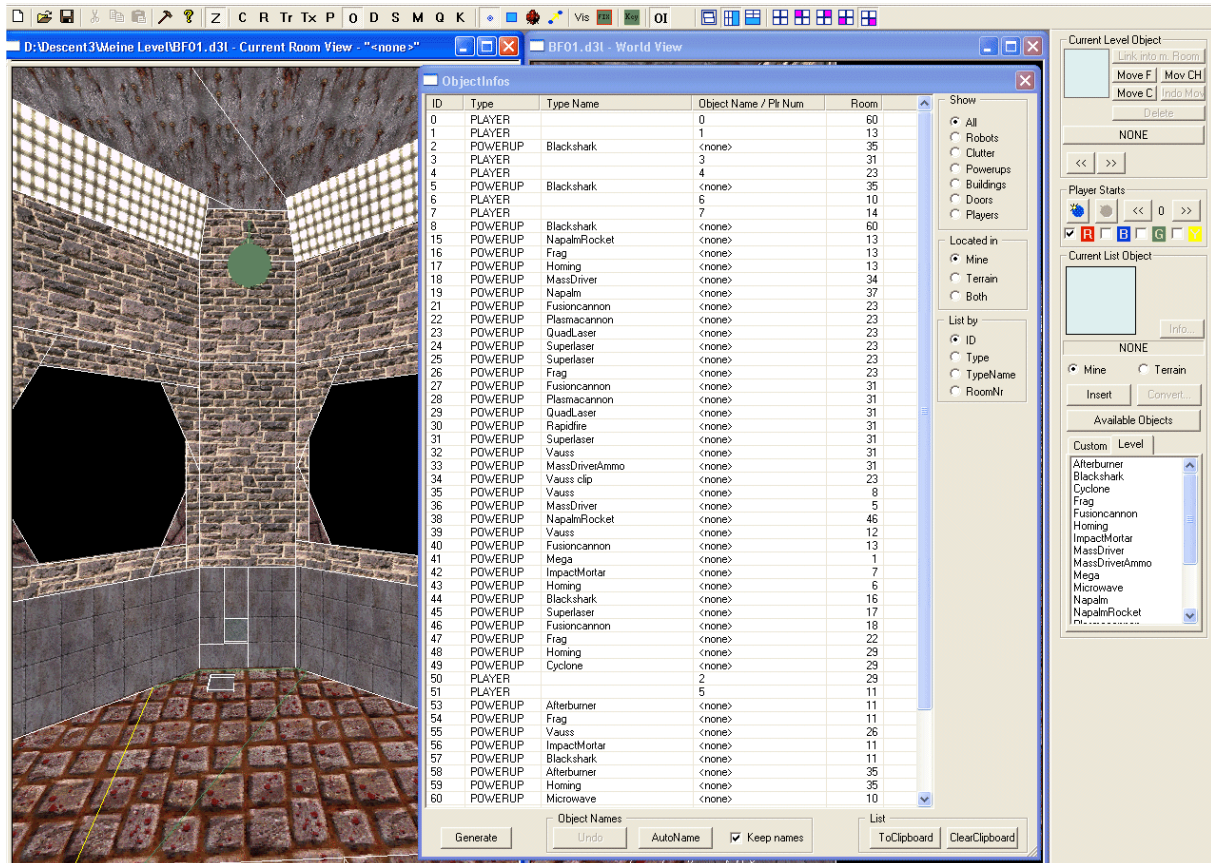 Z C R Tr Tx P O D S M Q K Vis FIX Key OI
D:\Descent3\Meine Level\BF01.d3l - Current Room View - "<none>"
BF01.d3l - World View
ObjectInfos
ID Type Type Name Object Name / Plr Num Room
0 PLAYER 0 60
1 PLAYER 1 13
2 POWERUP Blackshark <none> 35
3 PLAYER 3 31
4 PLAYER 4 23
5 POWERUP Blackshark <none> 35
6 PLAYER 6 10
7 PLAYER 7 14
8 POWERUP Blackshark <none> 60
15 POWERUP NapalmRocket <none> 13
16 POWERUP Frag <none> 13
17 POWERUP Homing <none> 13
18 POWERUP MassDriver <none> 34
19 POWERUP Napalm <none> 37
21 POWERUP Fusioncannon <none> 23
22 POWERUP Plasmacannon <none> 23
23 POWERUP QuadLaser <none> 23
24 POWERUP Superlaser <none> 23
25 POWERUP Superlaser <none> 23
26 POWERUP Frag <none> 23
27 POWERUP Fusioncannon <none> 31
28 POWERUP Plasmacannon <none> 31
29 POWERUP QuadLaser <none> 31
30 POWERUP Rapidfire <none> 31
31 POWERUP Superlaser <none> 31
32 POWERUP Vauss <none> 31
33 POWERUP MassDriverAmmo <none> 31
34 POWERUP Vauss clip <none> 23
35 POWERUP Vauss <none> 8
36 POWERUP MassDriver <none> 5
38 POWERUP NapalmRocket <none> 46
39 POWERUP Vauss <none> 12
40 POWERUP Fusioncannon <none> 13
41 POWERUP Mega <none> 1
42 POWERUP ImpactMortar <none> 7
43 POWERUP Homing <none> 6
44 POWERUP Blackshark <none> 16
45 POWERUP Superlaser <none> 17
46 POWERUP Fusioncannon <none> 18
47 POWERUP Frag <none> 22
48 POWERUP Homing <none> 29
49 POWERUP Cyclone <none> 29
50 PLAYER 2 29
51 PLAYER 5 11
53 POWERUP Afterburner <none> 11
54 POWERUP Frag <none> 11
55 POWERUP Vauss <none> 26
56 POWERUP ImpactMortar <none> 11
57 POWERUP Blackshark <none> 11
58 POWERUP Afterburner <none> 35
59 POWERUP Homing <none> 35
60 POWERUP Microwave <none> 10
Show
All
Robots
Clutter
Powerups
Buildings
Doors
Players
Located in
Mine
Terrain
Both
List by
ID
Type
TypeName
RoomNr
Generate
Object Names
Undo AutoName Keep names
List
ToClipboard ClearClipboard
Current Level Object
Link into m. Room
Move F Mov CH
Move C Indo Mov
Delete
NONE
<< >>
Player Starts
<< 0 >>
R B G Y
Current List Object
Info...
NONE
Mine Terrain
Insert Convert...
Available Objects
Custom Level
Afterburner
Blackshark
Cyclone
Frag
Fusioncannon
Homing
ImpactMortar
MassDriver
MassDriverAmmo
Mega
Microwave
Napalm
NapalmRocket